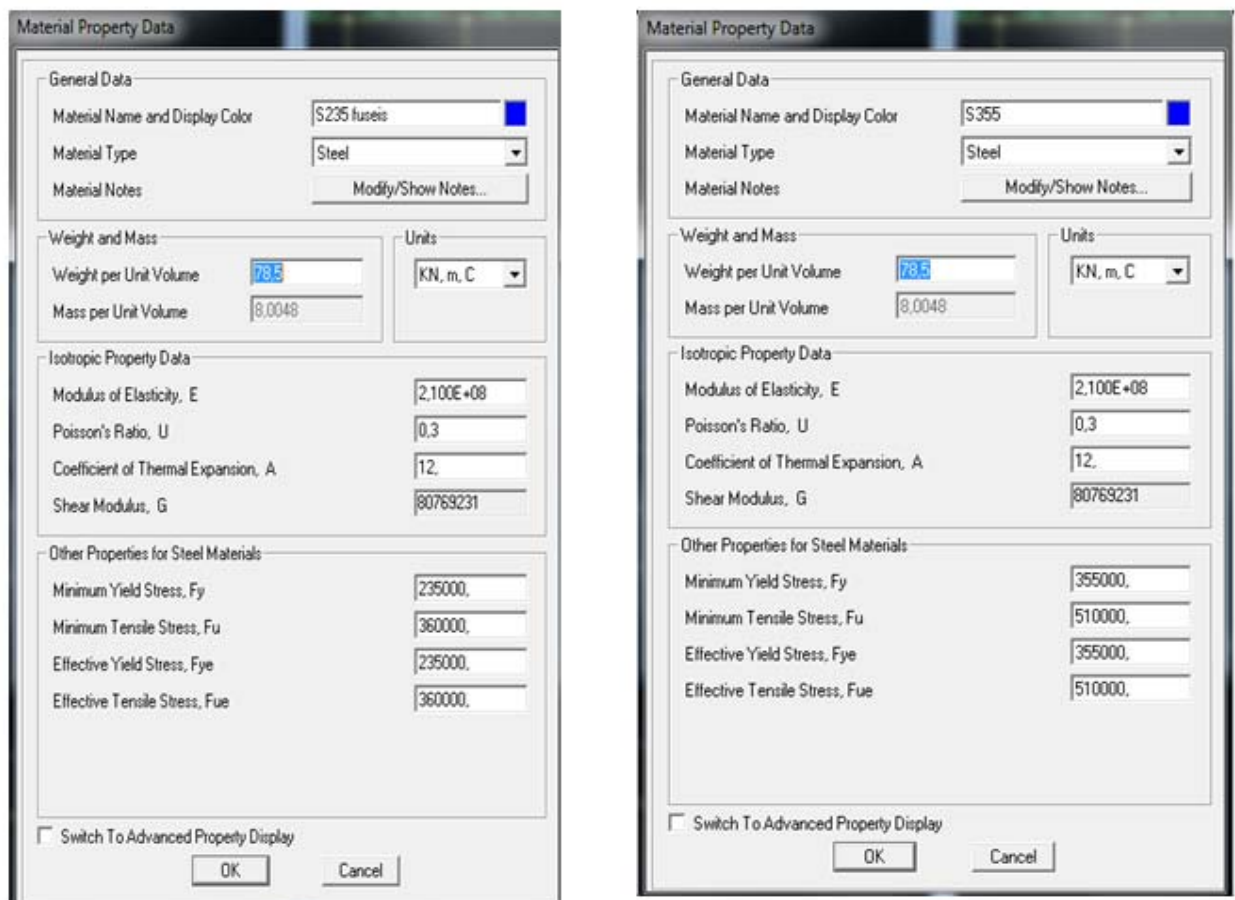 Material Property Data
General Data
Material Name and Display Color S235 fuseis
Material Type Steel
Material Notes Modify/Show Notes...
Weight and Mass
Weight per Unit Volume 78,5
Mass per Unit Volume 8,0048
Units
KN, m, C
Isotropic Property Data
Modulus of Elasticity, E 2,100E+08
Poisson's Ratio, U 0,3
Coefficient of Thermal Expansion, A 12,
Shear Modulus, G 80769231
Other Properties for Steel Materials
Minimum Yield Stress, Fy 235000,
Minimum Tensile Stress, Fu 360000,
Effective Yield Stress, Fye 235000,
Effective Tensile Stress, Fue 360000,
Switch To Advanced Property Display
OK Cancel
Material Property Data
General Data
Material Name and Display Color S355
Material Type Steel
Material Notes Modify/Show Notes...
Weight and Mass
Weight per Unit Volume 78,5
Mass per Unit Volume 8,0048
Units
KN, m, C
Isotropic Property Data
Modulus of Elasticity, E 2,100E+08
Poisson's Ratio, U 0,3
Coefficient of Thermal Expansion, A 12,
Shear Modulus, G 80769231
Other Properties for Steel Materials
Minimum Yield Stress, Fy 355000,
Minimum Tensile Stress, Fu 510000,
Effective Yield Stress, Fye 355000,
Effective Tensile Stress, Fue 510000,
Switch To Advanced Property Display
OK Cancel